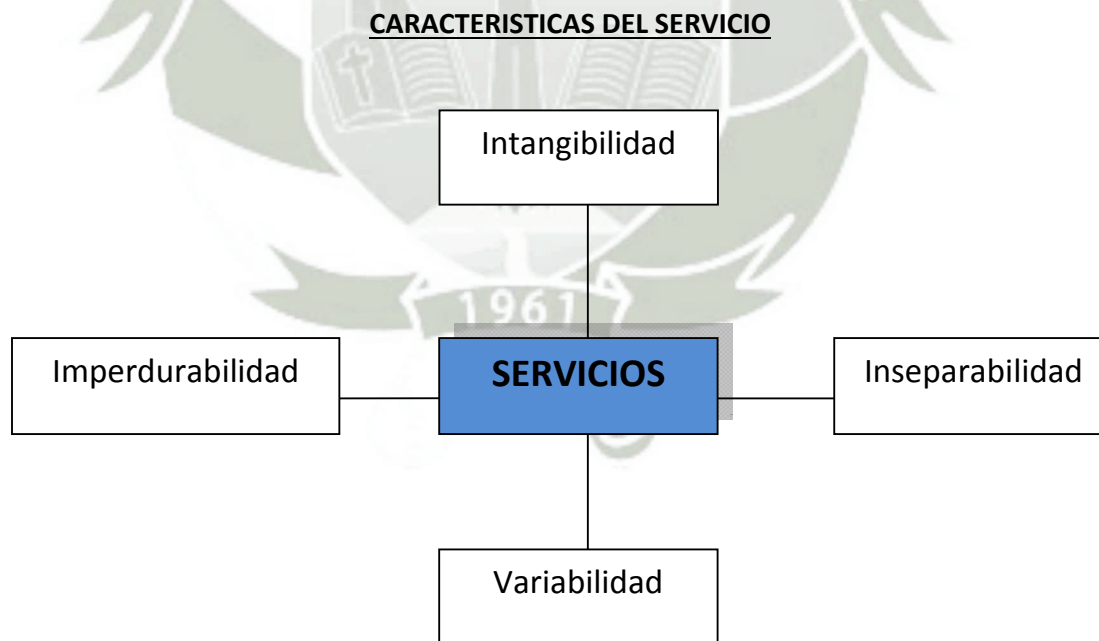 CARACTERISTICAS DEL SERVICIO
Intangibilidad
1961
Imperdurabilidad
SERVICIOS
Inseparabilidad
Variabilidad